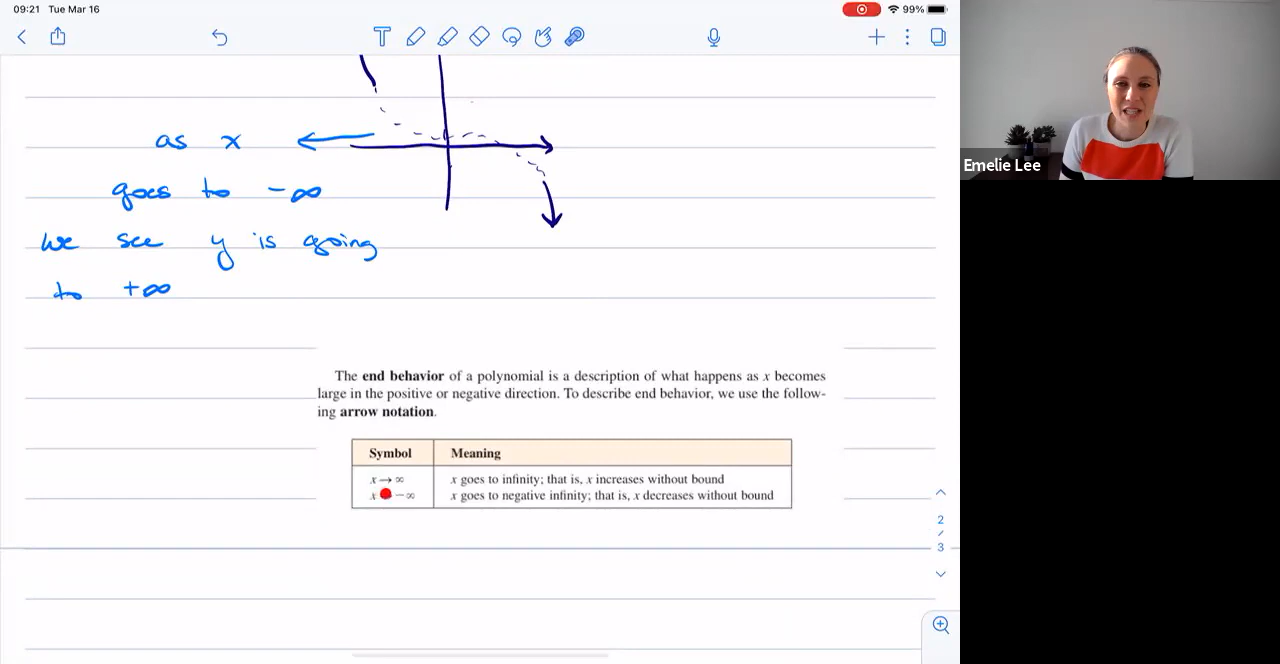 09:21 Tue Mar 16
99%
Emelie Lee
as x
goes to -∞
we see y is going
to +∞
The end behavior of a polynomial is a description of what happens as x becomes
large in the positive or negative direction. To describe end behavior, we use the follow-
ing arrow notation.
Symbol Meaning
x → ∞ x goes to infinity; that is, x increases without bound
x -∞ x goes to negative infinity; that is, x decreases without bound
2
/
3